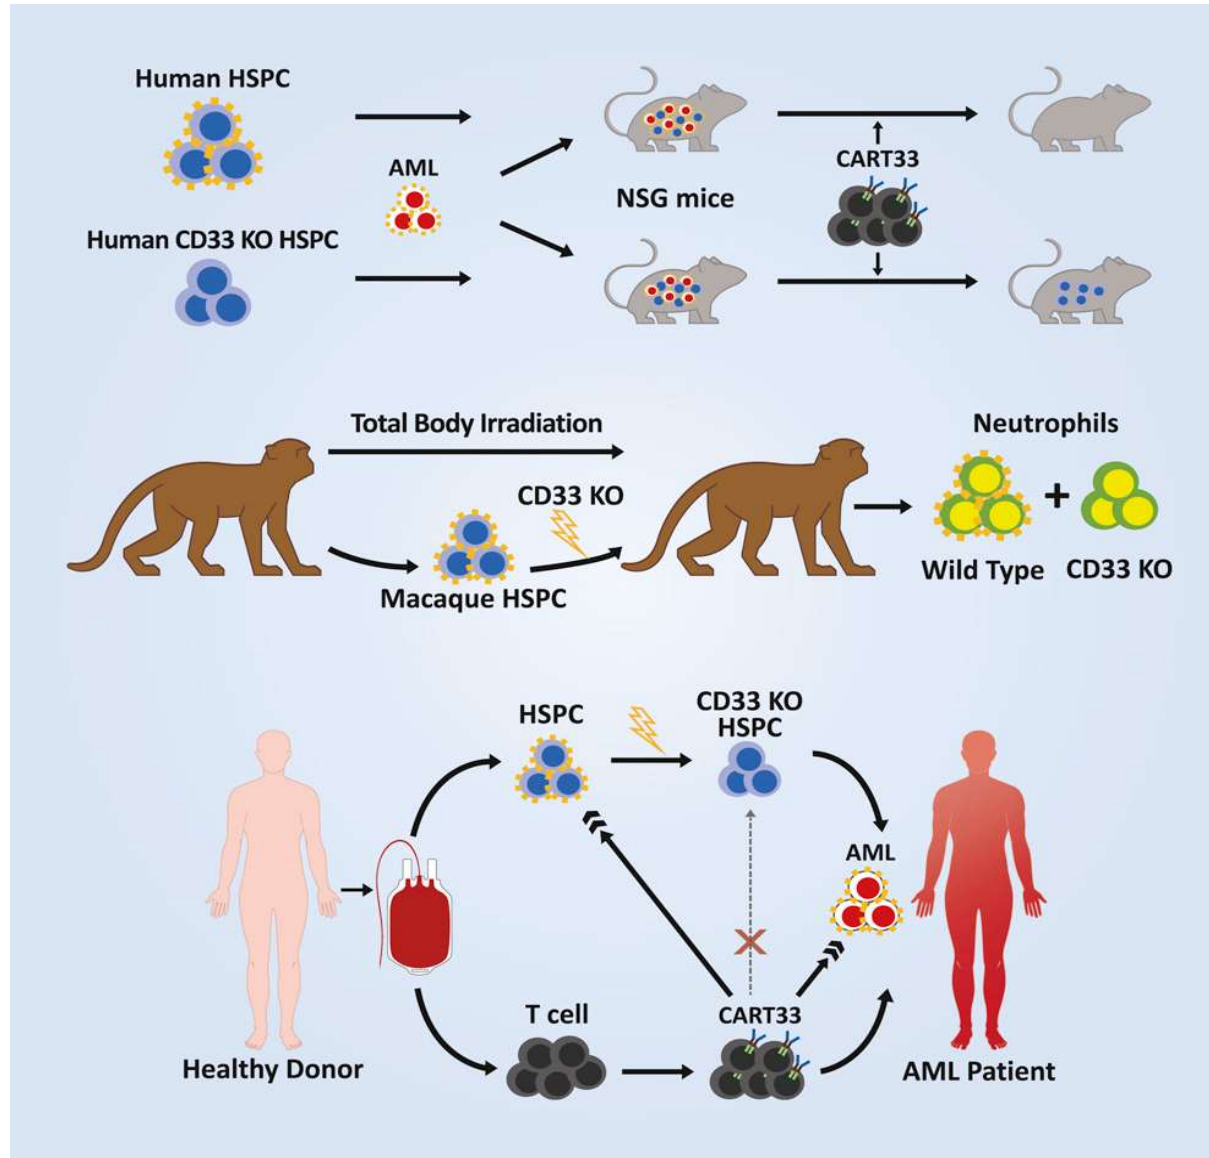 Human HSPC
AML
CART33
NSG mice
Human CD33 KO HSPC
Total Body Irradiation
Neutrophils
CD33 KO
Macaque HSPC
Wild Type
CD33 KO
HSPC
CD33 KO
HSPC
AML
T cell
CART33
Healthy Donor
AML Patient